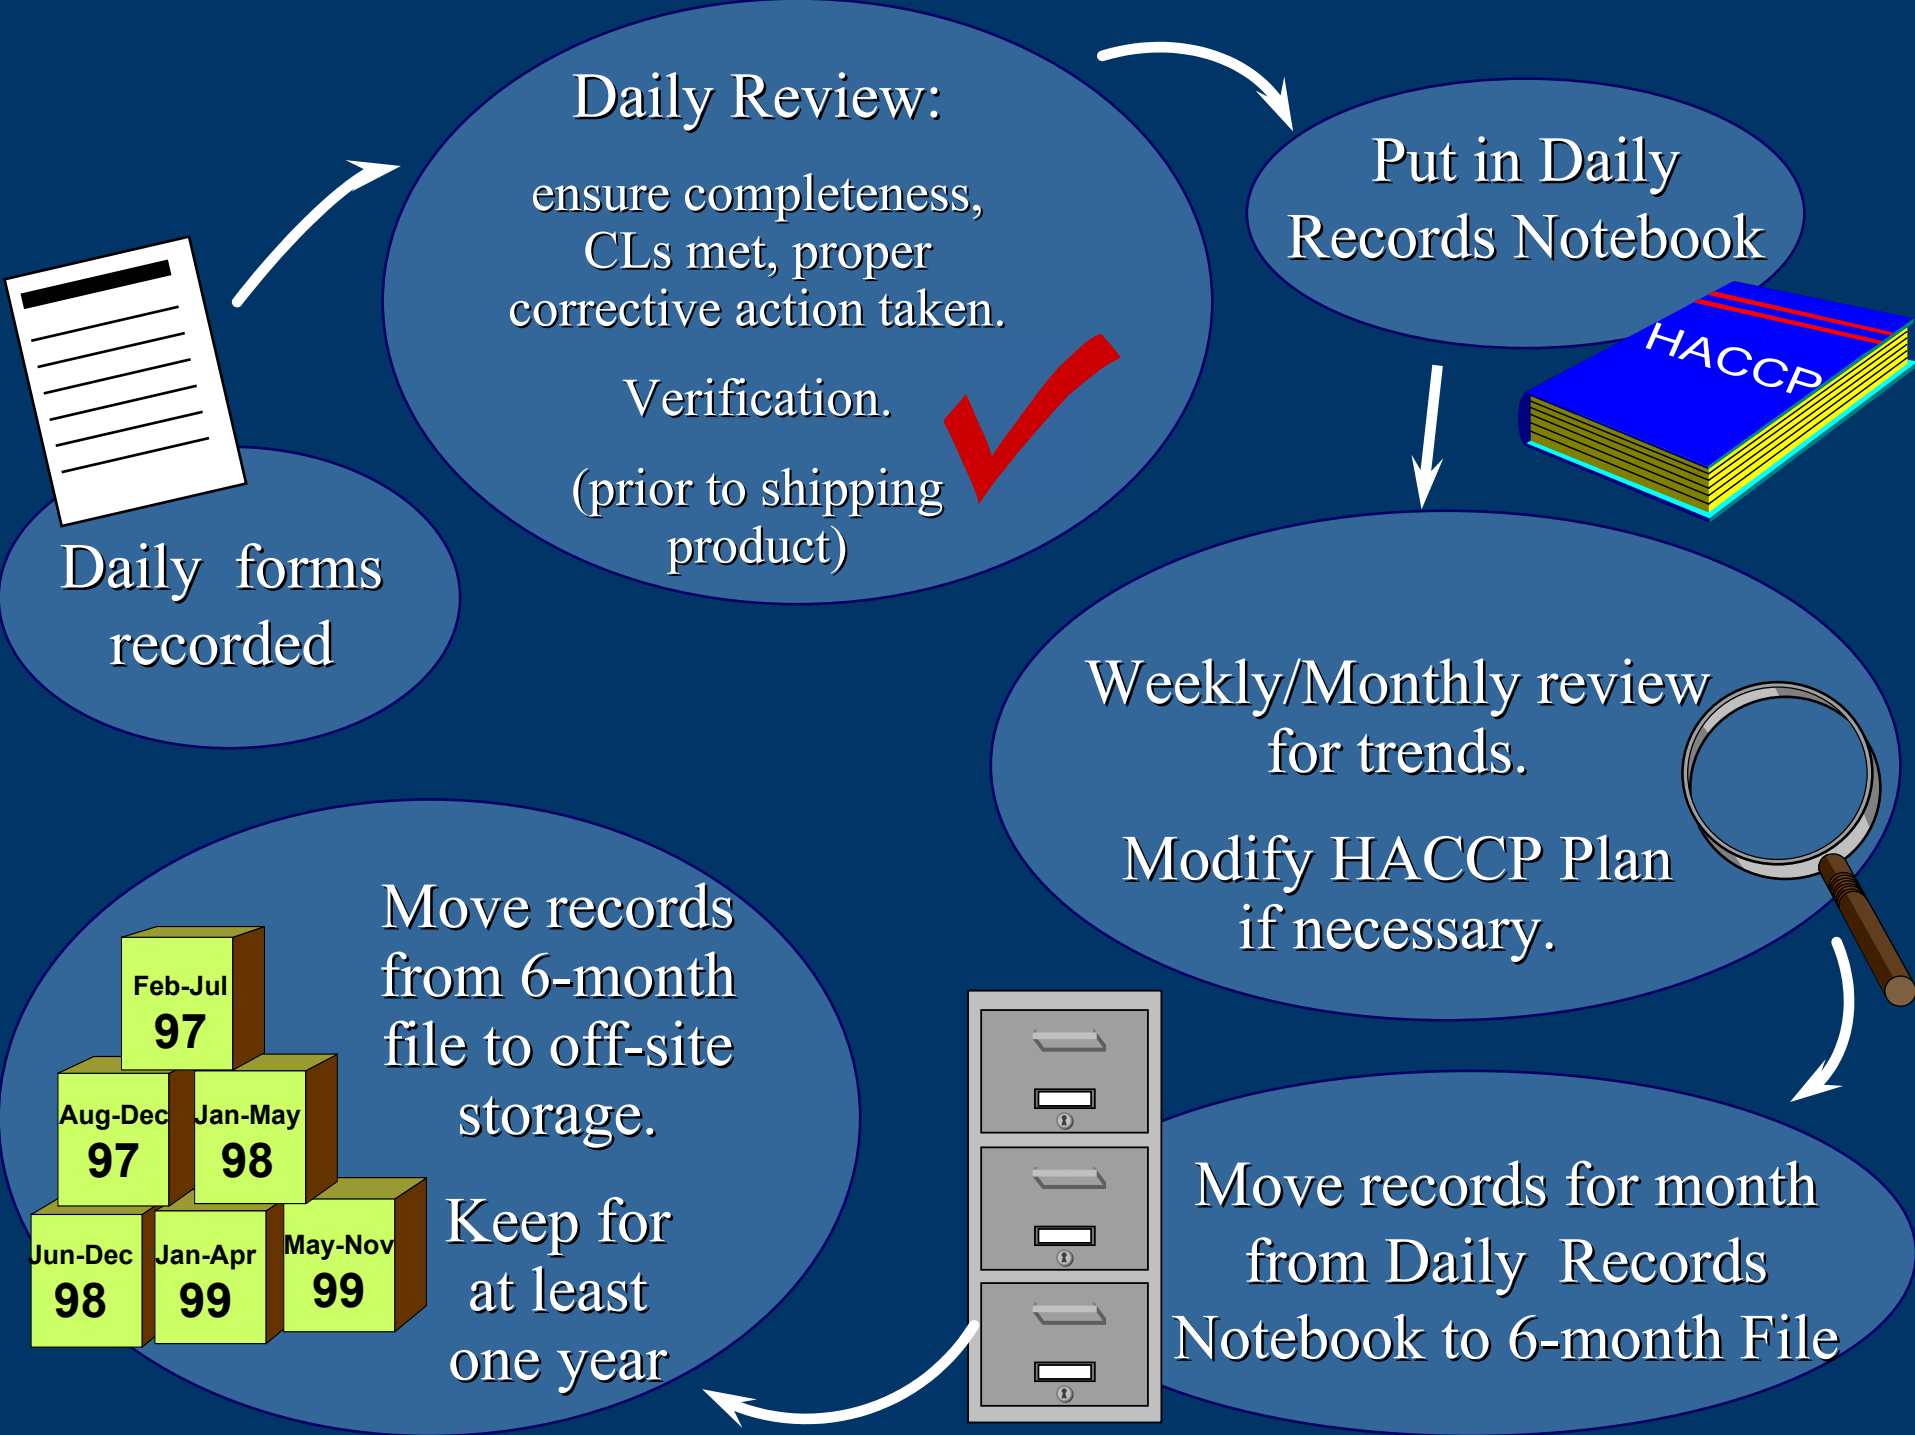 Daily Review:
ensure completeness,
CLs met, proper
corrective action taken.
Verification.
(prior to shipping
product)
Put in Daily
Records Notebook
HACCP
Daily forms
recorded
Weekly/Monthly review
for trends.
Modify HACCP Plan
if necessary.
Move records
from 6-month
file to off-site
storage.
Keep for
at least
one year
Feb-Jul
97
Aug-Dec
97
Jan-May
98
Jun-Dec
98
Jan-Apr
99
May-Nov
99
Move records for month
from Daily Records
Notebook to 6-month File